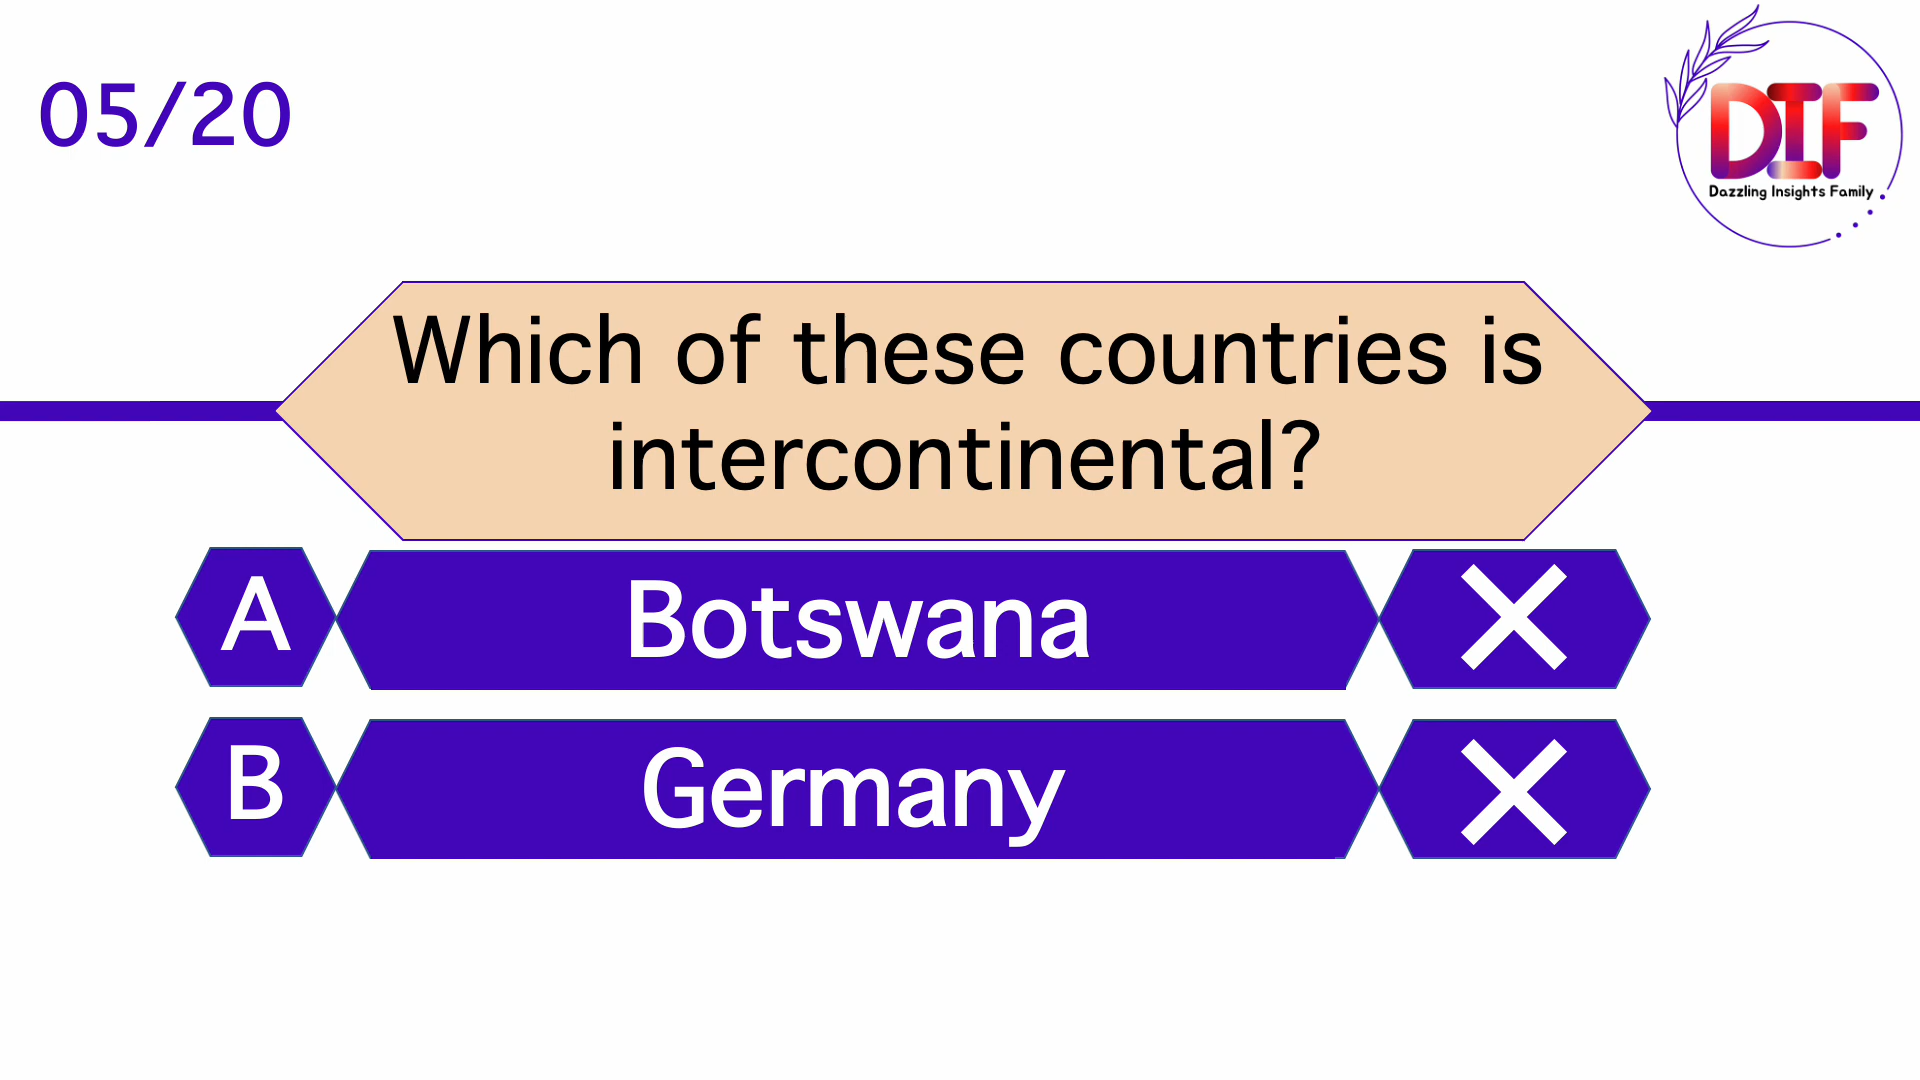 05/20
DIF
Dazzling Insights Family
Which of these countries is
intercontinental?
A Botswana
B Germany